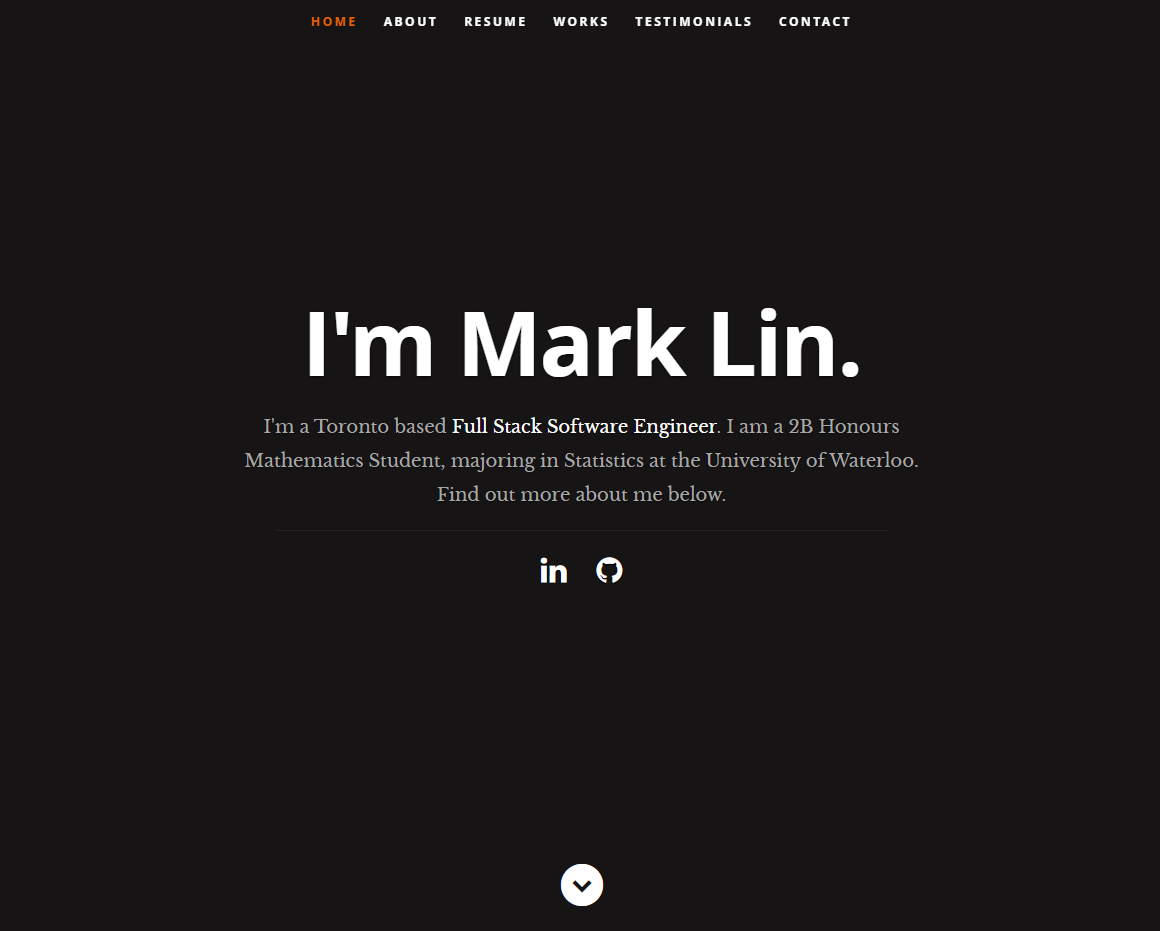 HOME ABOUT RESUME WORKS TESTIMONIALS CONTACT
I'm Mark Lin.
I'm a Toronto based Full Stack Software Engineer. I am a 2B Honours
Mathematics Student, majoring in Statistics at the University of Waterloo.
Find out more about me below.
in